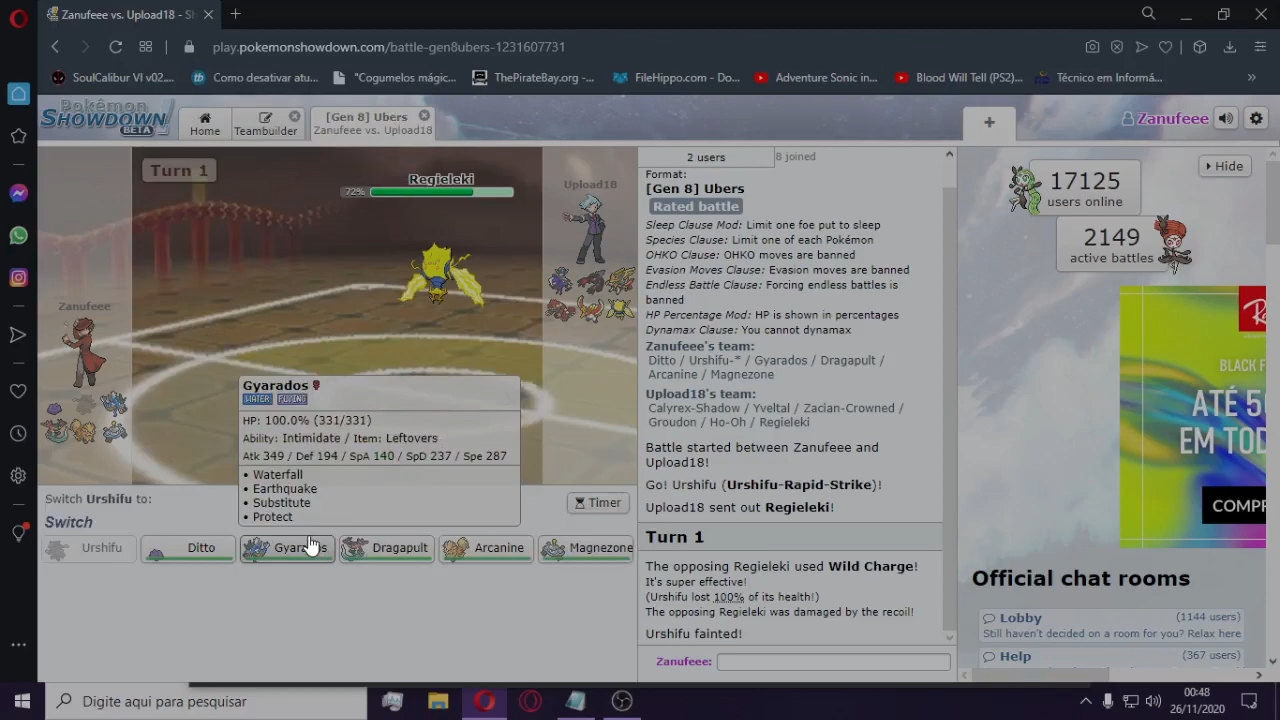 Zanufeee vs. Upload18 - Sh
play.pokemonshowdown.com/battle-gen8ubers-1231607731
SoulCalibur VI v02....
Como desativar atu...
"Cogumelos mágic...
ThePirateBay.org -...
FileHippo.com - Do...
Adventure Sonic in...
Blood Will Tell (PS2)...
Técnico em Informá...
Pokémon
SHOWDOWN
BETA
Home
Teambuilder
[Gen 8] Ubers
Zanufeee vs. Upload18
Zanufeee
Turn 1
Regieleki
72%
Upload18
Zanufeee
Gyarados
WATER FLYING
HP: 100.0% (331/331)
Ability: Intimidate / Item: Leftovers
Atk 349 / Def 194 / SpA 140 / SpD 237 / Spe 287
• Waterfall
• Earthquake
• Substitute
• Protect
Switch Urshifu to:
Timer
Switch
Urshifu
Ditto
Gyarados
Dragapult
Arcanine
Magnezone
2 users
8 joined
Format:
[Gen 8] Ubers
Rated battle
Sleep Clause Mod: Limit one foe put to sleep
Species Clause: Limit one of each Pokémon
OHKO Clause: OHKO moves are banned
Evasion Moves Clause: Evasion moves are banned
Endless Battle Clause: Forcing endless battles is
banned
HP Percentage Mod: HP is shown in percentages
Dynamax Clause: You cannot dynamax
Zanufeee's team:
Ditto / Urshifu-* / Gyarados / Dragapult /
Arcanine / Magnezone
Upload18's team:
Calyrex-Shadow / Yveltal / Zacian-Crowned /
Groudon / Ho-Oh / Regieleki
Battle started between Zanufeee and
Upload18!
Go! Urshifu (Urshifu-Rapid-Strike)!
Upload18 sent out Regieleki!
Turn 1
The opposing Regieleki used Wild Charge!
It's super effective!
(Urshifu lost 100% of its health!)
The opposing Regieleki was damaged by the recoil!
Urshifu fainted!
Zanufeee:
Hide
17125
users online
2149
active battles
BLACK F
ATÉ 50
EM TOD
COMPR
Official chat rooms
Lobby
(1144 users)
Still haven't decided on a room for you? Relax here
Help
(367 users)
Digite aqui para pesquisar
00:48
26/11/2020